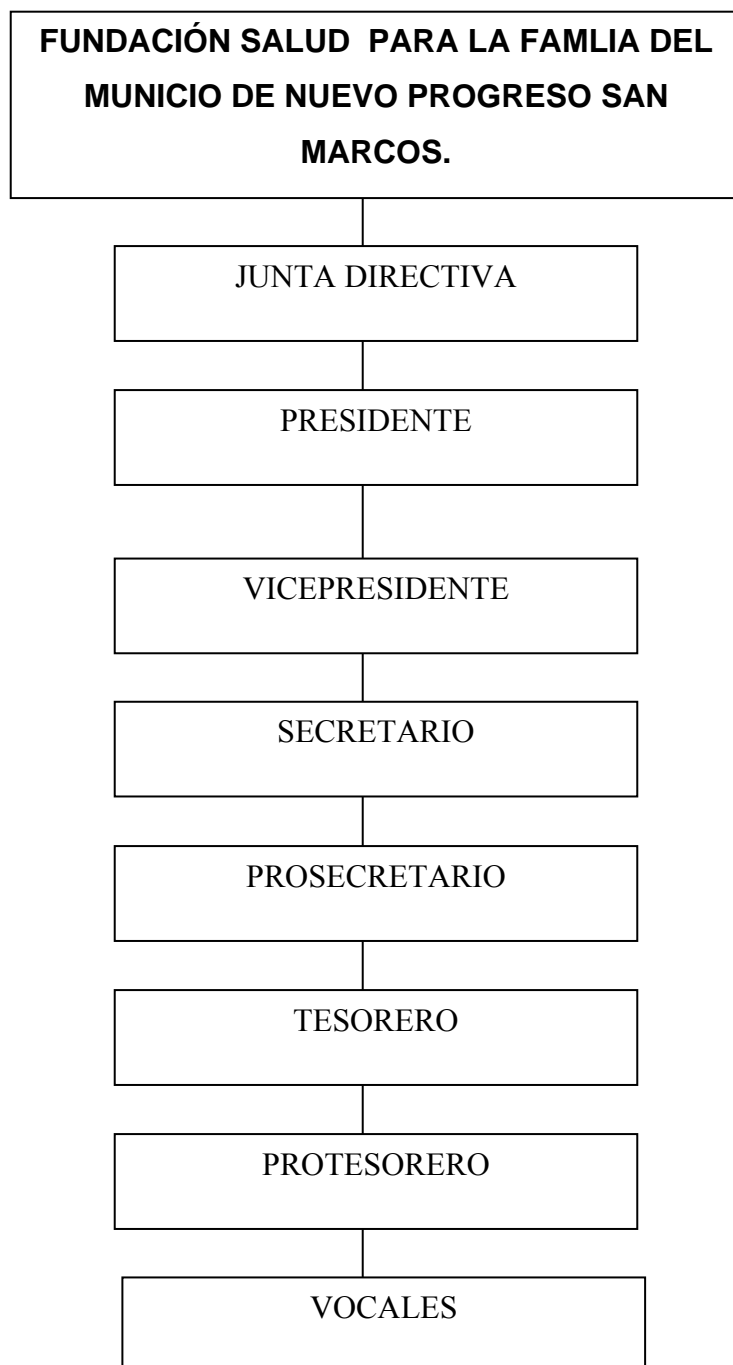 FUNDACIÓN SALUD PARA LA FAMLIA DEL
MUNICIO DE NUEVO PROGRESO SAN
MARCOS.
JUNTA DIRECTIVA
PRESIDENTE
VICEPRESIDENTE
SECRETARIO
PROSECRETARIO
TESORERO
PROTESORERO
VOCALES